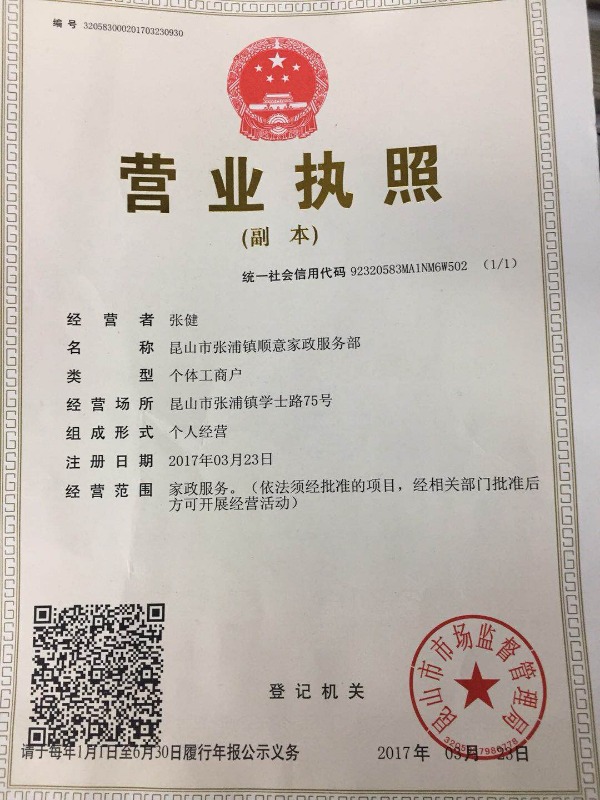 编号 320583000201703230930
营业执照
(副 本)
统一社会信用代码 92320583MA1NM6W502 (1/1)
经营者 张健
名称 昆山市张浦镇顺意家政服务部
类型 个体工商户
经营场所 昆山市张浦镇学士路75号
组成形式 个人经营
注册日期 2017年03月23日
经营范围 家政服务。（依法须经批准的项目，经相关部门批准后
方可开展经营活动）
登记机关
昆山市市场监督管理局
请于每年1月1日至6月30日履行年报公示义务
2017年 03月 23日